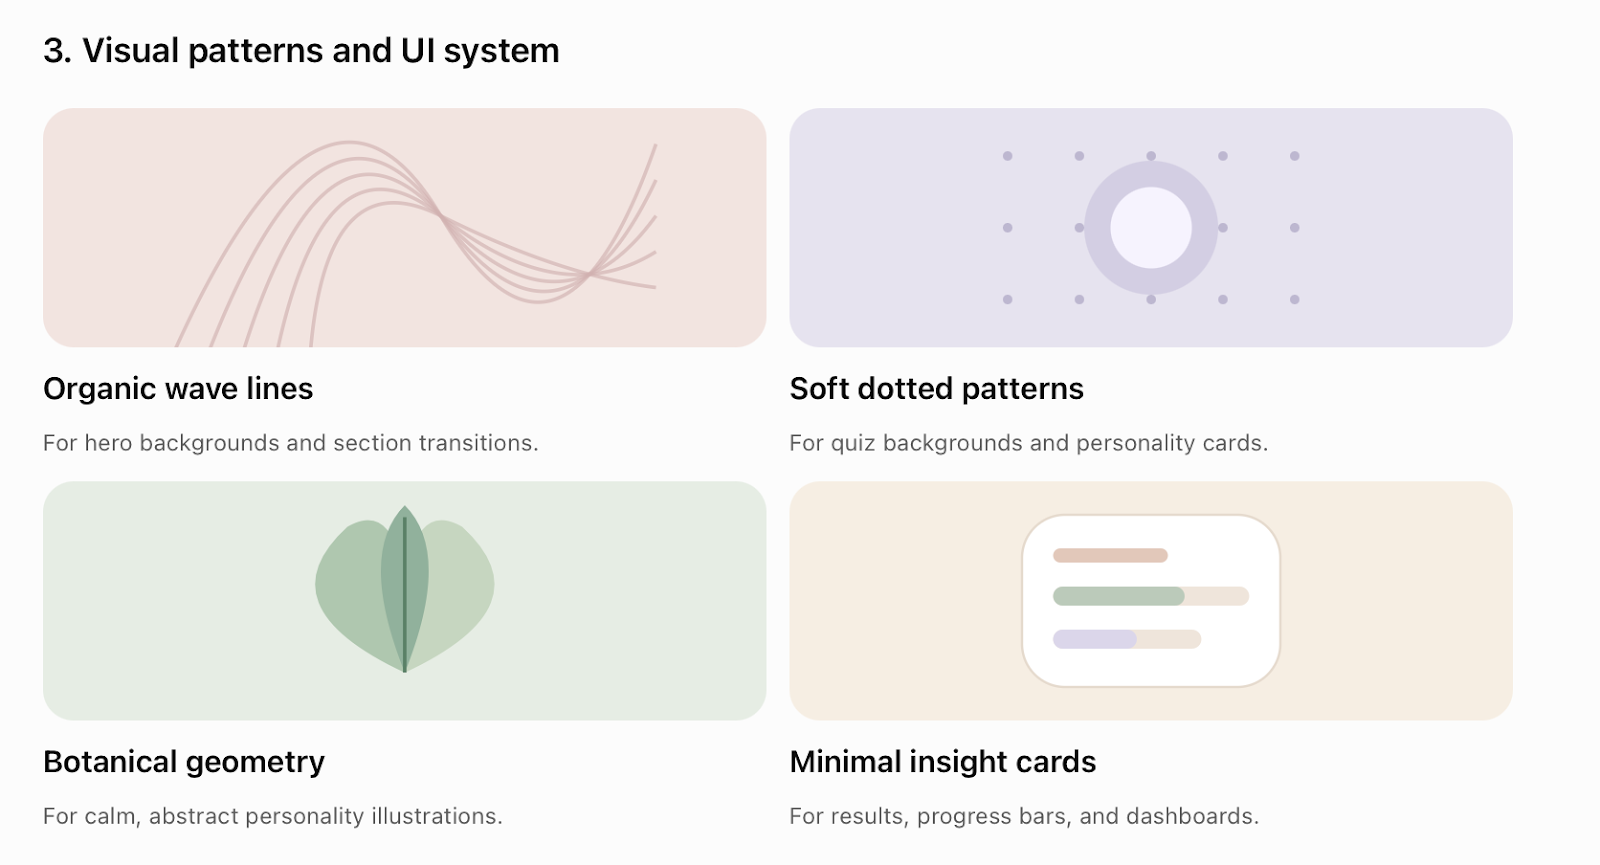 3. Visual patterns and UI system
Organic wave lines
For hero backgrounds and section transitions.
Soft dotted patterns
For quiz backgrounds and personality cards.
Botanical geometry
For calm, abstract personality illustrations.
Minimal insight cards
For results, progress bars, and dashboards.